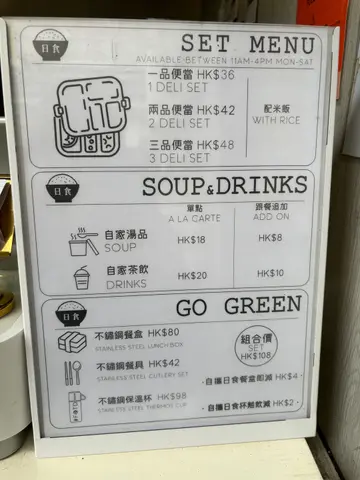 日食
SET MENU
AVAILABLE BETWEEN 11AM-4PM MON-SAT
一品便當 HK$36
1 DELI SET
兩品便當 HK$42
2 DELI SET
三品便當 HK$48
3 DELI SET
配米飯
WITH RICE
日食
SOUP&DRINKS
單點
A LA CARTE
跟餐追加
ADD ON
自家湯品
SOUP
HK$18
HK$8
自家茶飲
DRINKS
HK$20
HK$10
日食
GO GREEN
不鏽鋼餐盒 HK$80
STAINLESS STEEL LUNCH BOX
不鏽鋼餐具 HK$42
STAINLESS STEEL CUTLERY SET
不鏽鋼保溫杯 HK$98
STAINLESS STEEL THERMOS CUP
組合價
SET
HK$108
·自攜日食餐盒即減 HK$4·
·自攜日食杯離飲減 HK$2·